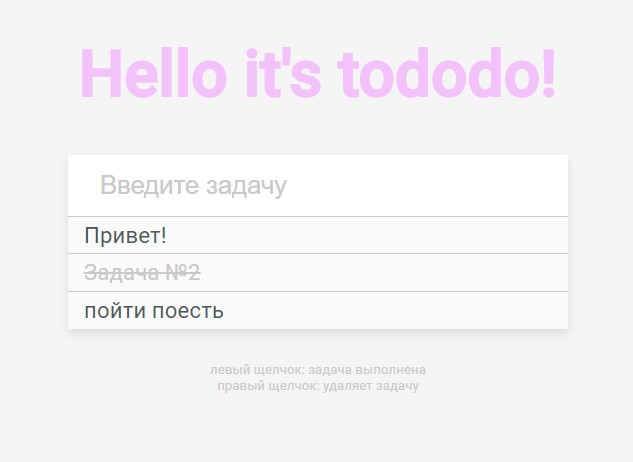 Hello it's tododo!
Введите задачу
Привет!
Задача №2
пойти поесть
левый щелчок: задача выполнена
правый щелчок: удаляет задачу